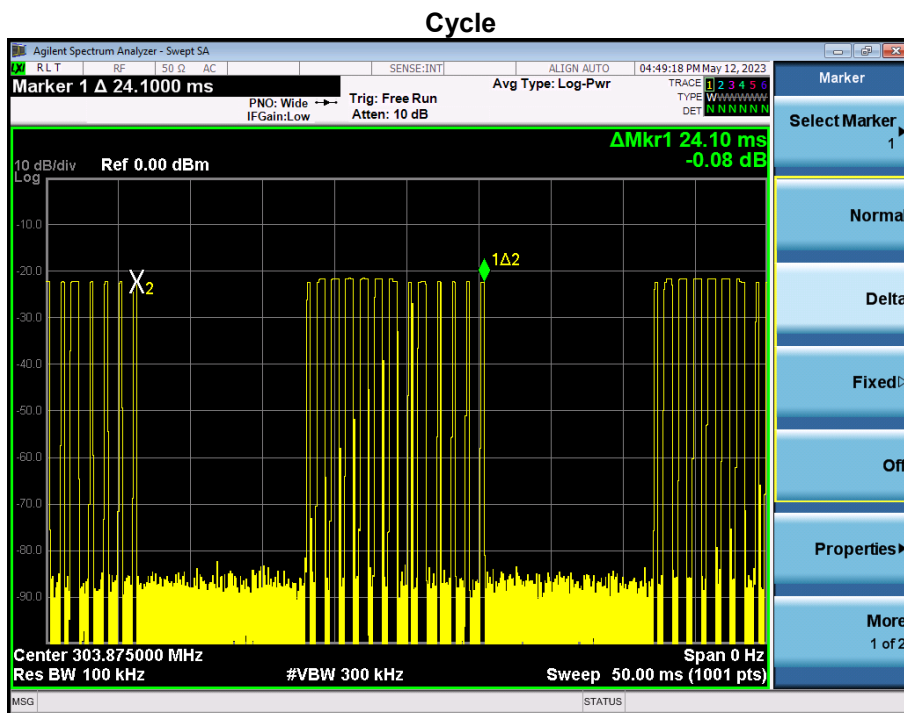 Cycle
Agilent Spectrum Analyzer - Swept SA
LXI RLT RF 50 Ω AC SENSE:INT ALIGN AUTO 04:49:18 PM May 12, 2023
Marker 1 Δ 24.1000 ms
PNO: Wide
IFGain:Low
Trig: Free Run
Atten: 10 dB
Avg Type: Log-Pwr
TRACE 1 2 3 4 5 6
TYPE WWWWWW
DET N N N N N N
ΔMkr1 24.10 ms
-0.08 dB
10 dB/div Ref 0.00 dBm
Log
-10.0
-20.0
-30.0
-40.0
-50.0
-60.0
-70.0
-80.0
-90.0
2
1Δ2
Center 303.875000 MHz Span 0 Hz
Res BW 100 kHz #VBW 300 kHz Sweep 50.00 ms (1001 pts)
MSG STATUS
Marker
Select Marker
1
Normal
Delta
Fixed
Off
Properties
More
1 of 2